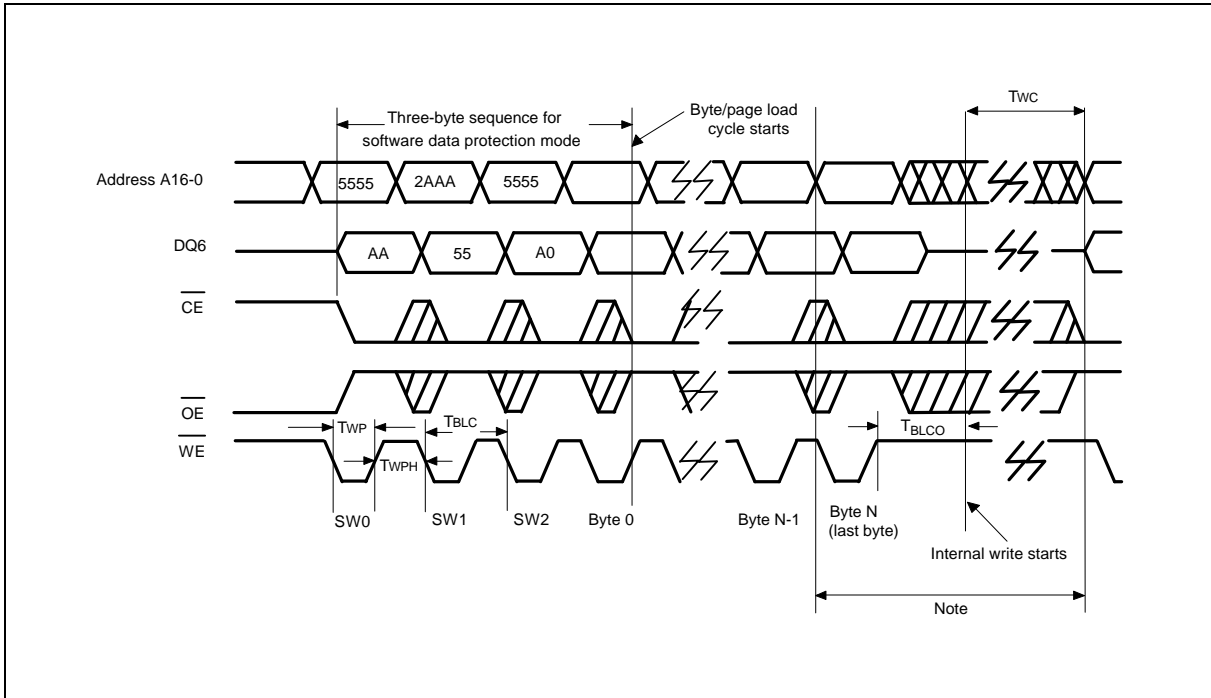 TWC
Three-byte sequence for
software data protection mode
Byte/page load
cycle starts
Address A16-0
5555
2AAA
5555
DQ6
AA
55
A0
CE
OE
TWP
TBLC
TBLCO
WE
TWPH
SW0
SW1
SW2
Byte 0
Byte N-1
Byte N
(last byte)
Internal write starts
Note